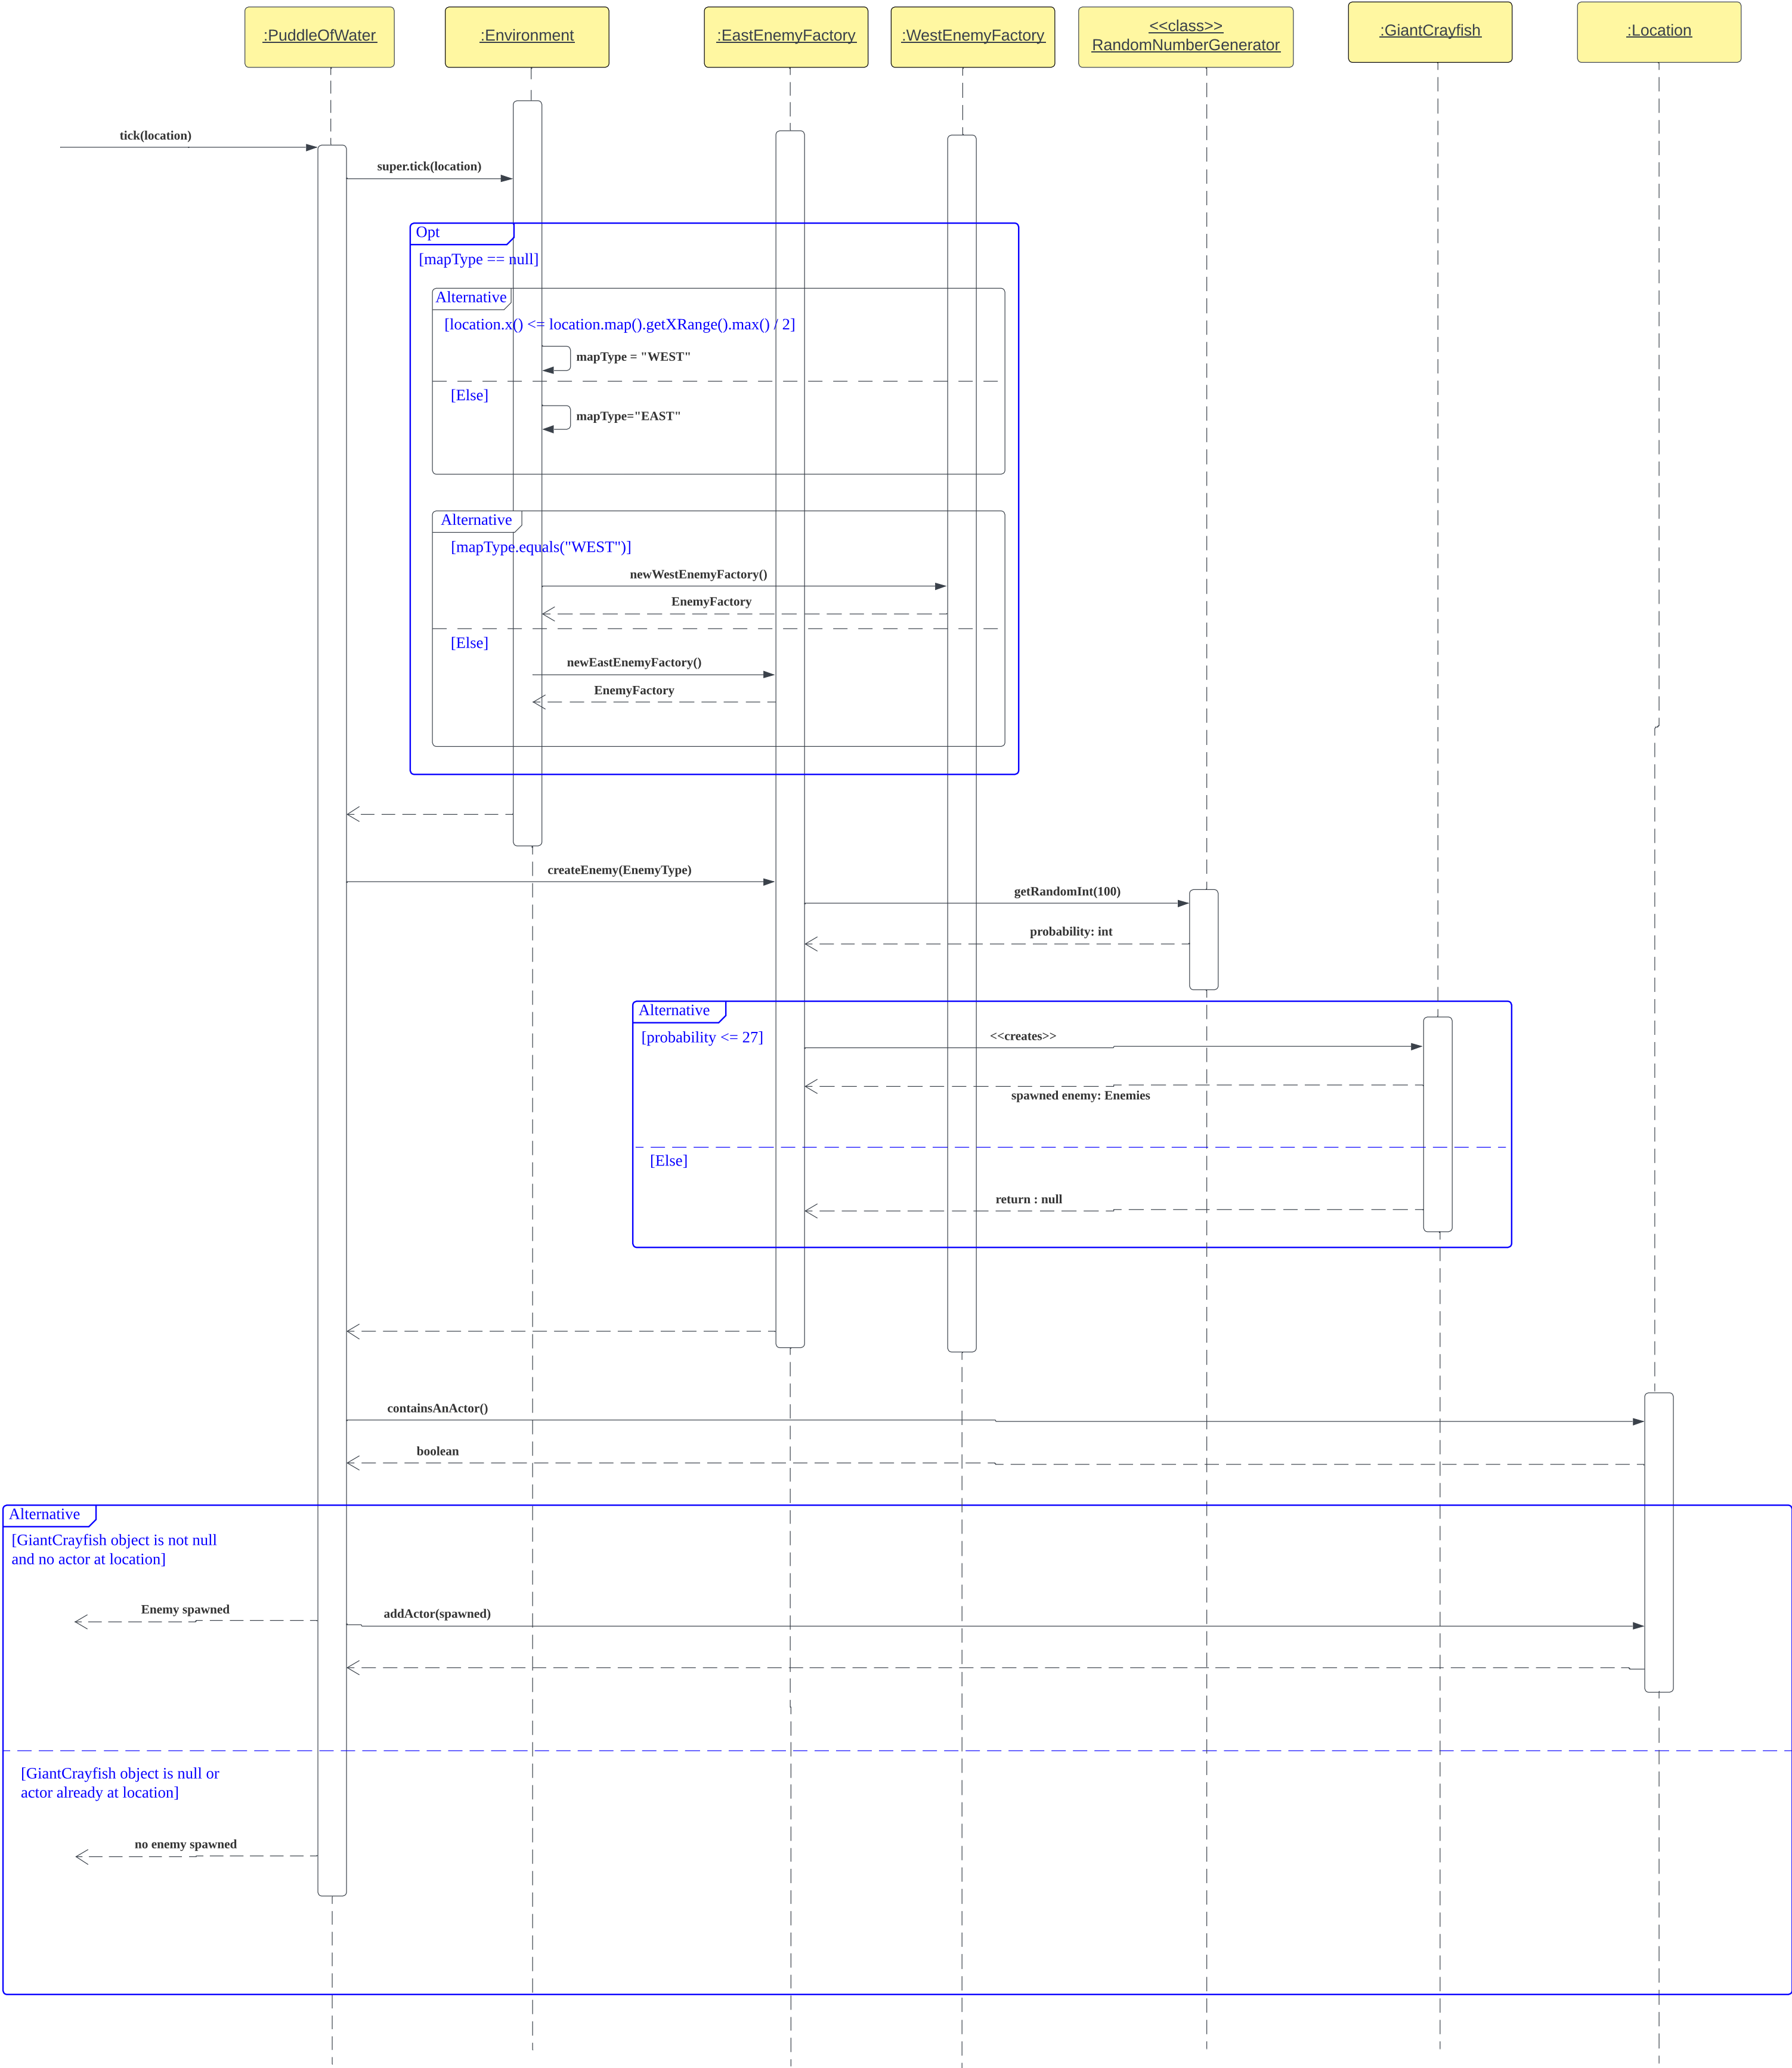 :PuddleOfWater
:Environment
:EastEnemyFactory
:WestEnemyFactory
<<class>>
RandomNumberGenerator
:GiantCrayfish
:Location
tick(location)
super.tick(location)
Opt
[mapType == null]
Alternative
[location.x() <= location.map().getXRange().max() / 2]
mapType = "WEST"
[Else]
mapType="EAST"
Alternative
[mapType.equals("WEST")]
newWestEnemyFactory()
EnemyFactory
[Else]
newEastEnemyFactory()
EnemyFactory
createEnemy(EnemyType)
getRandomInt(100)
probability: int
Alternative
[probability <= 27]
<<creates>>
spawned enemy: Enemies
[Else]
return : null
containsAnActor()
boolean
Alternative
[GiantCrayfish object is not null
and no actor at location]
Enemy spawned
addActor(spawned)
[GiantCrayfish object is null or
actor already at location]
no enemy spawned